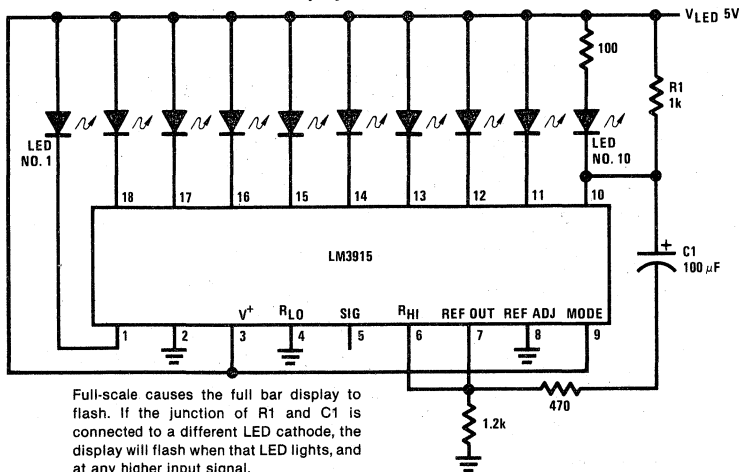 V_LED 5V
100
R1
1k
LED
NO. 1
LED
NO. 10
18 17 16 15 14 13 12 11 10
LM3915
+
C1
100 µF
V+ R_LO SIG R_HI REF OUT REF ADJ MODE
1 2 3 4 5 6 7 8 9
470
1.2k
Full-scale causes the full bar display to
flash. If the junction of R1 and C1 is
connected to a different LED cathode, the
display will flash when that LED lights, and
at any higher input signal.